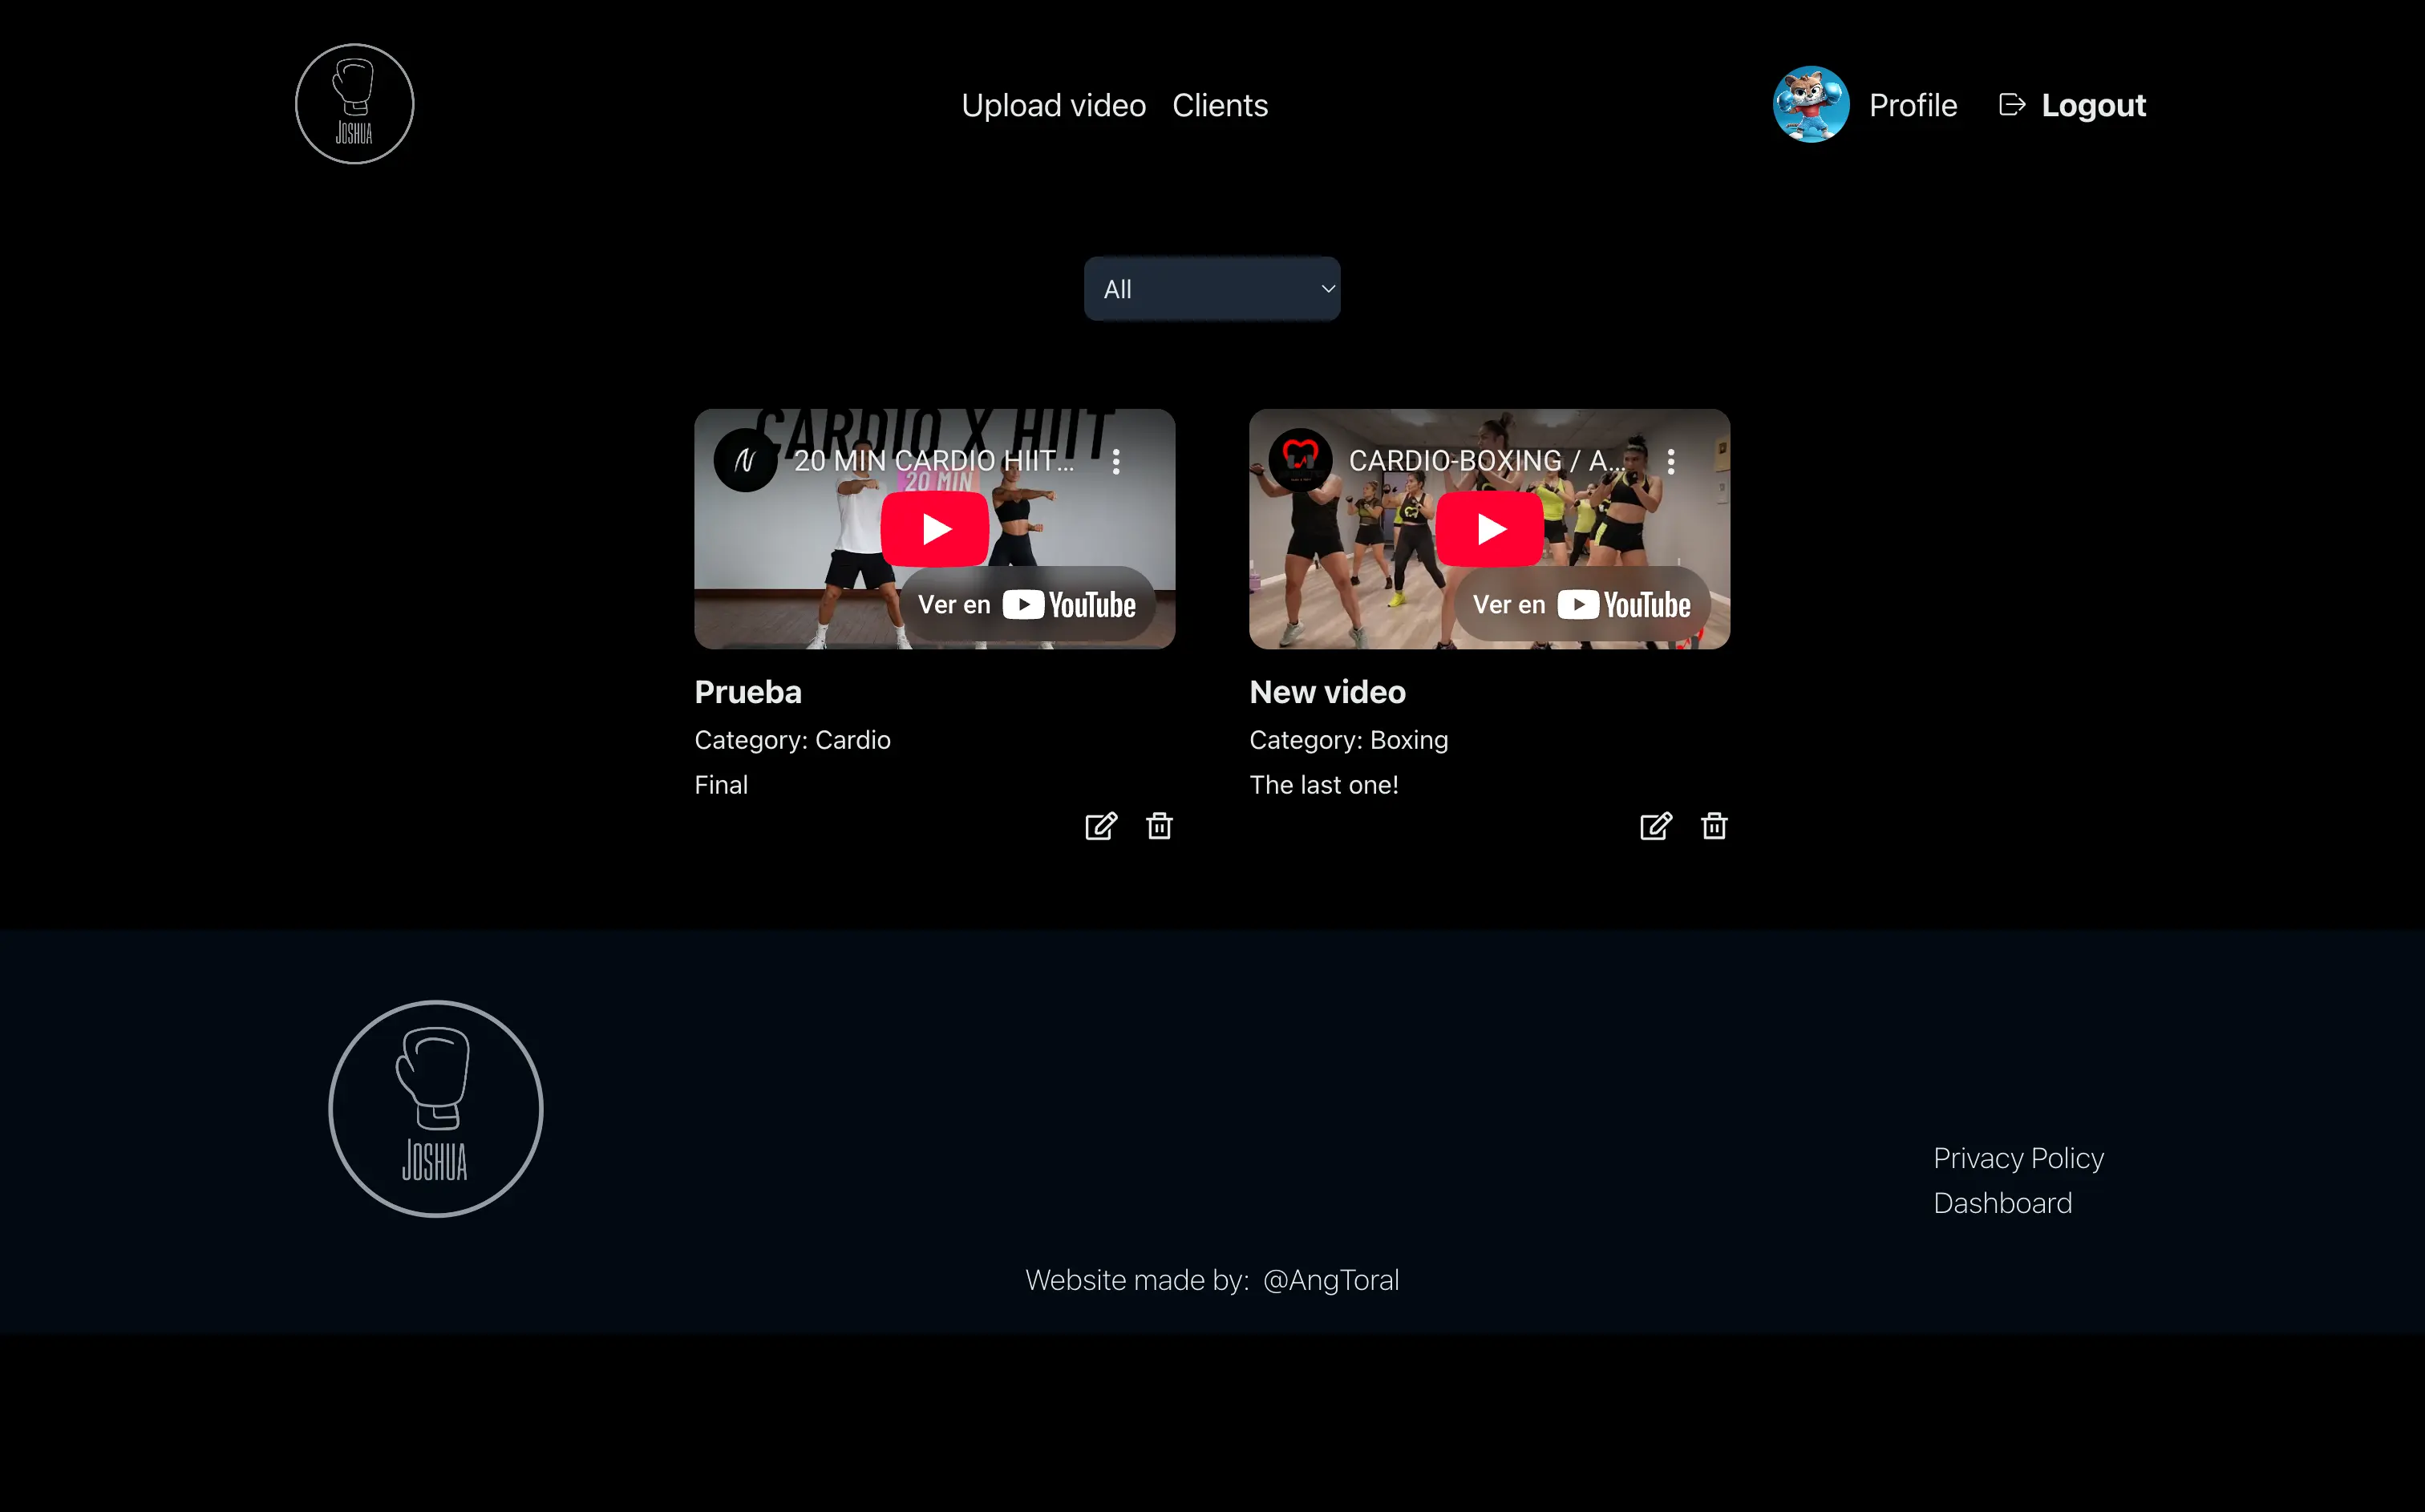 JOSHUA
Upload video Clients
Profile Logout
All
CARDIO X HIIT
20 MIN CARDIO HIIT...
20 MIN
Ver en YouTube
CARDIO-BOXING / A...
Ver en YouTube
Prueba
Category: Cardio
Final
New video
Category: Boxing
The last one!
JOSHUA
Privacy Policy
Dashboard
Website made by: @AngToral